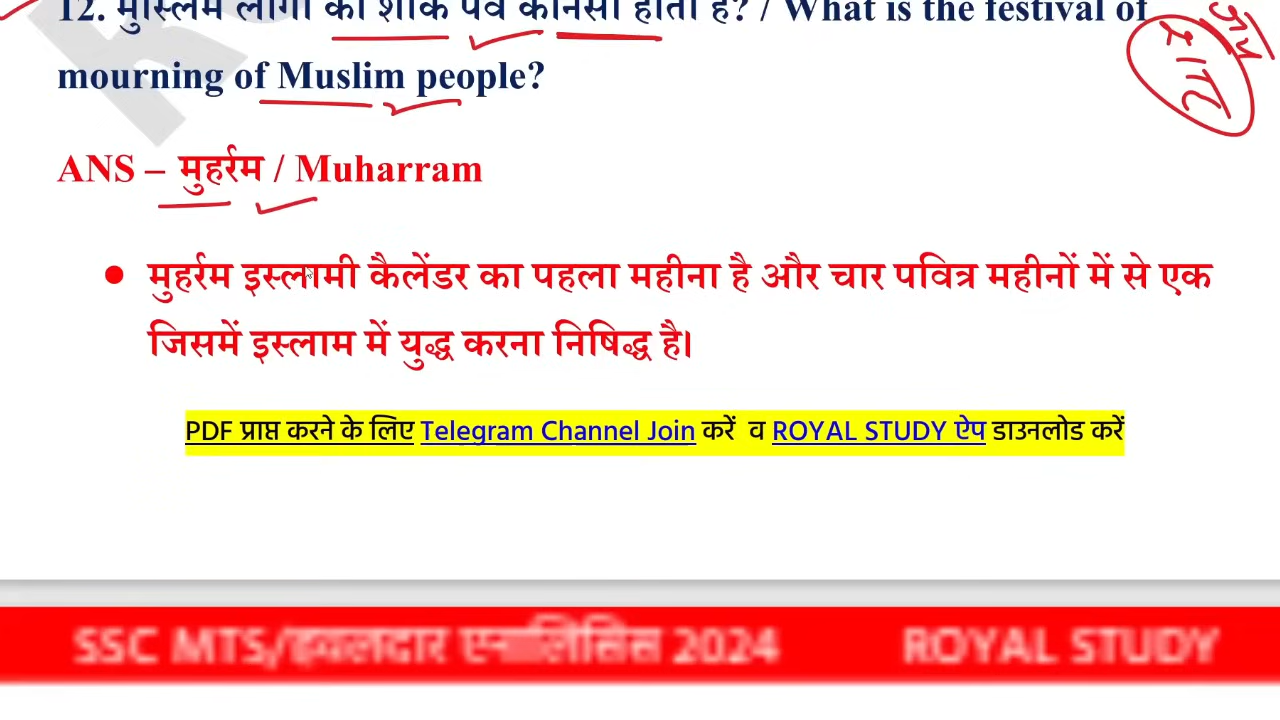 12. मुस्लिम लोगों का शोक पर्व कौनसा होता है? / What is the festival of
mourning of Muslim people?
ANS – मुहर्रम / Muharram
● मुहर्रम इस्लामी कैलेंडर का पहला महीना है और चार पवित्र महीनों में से एक
जिसमें इस्लाम में युद्ध करना निषिद्ध है।
PDF प्राप्त करने के लिए Telegram Channel Join करें व ROYAL STUDY ऐप डाउनलोड करें
SSC MTS/हवलदार एनालिसिस 2024 ROYAL STUDY